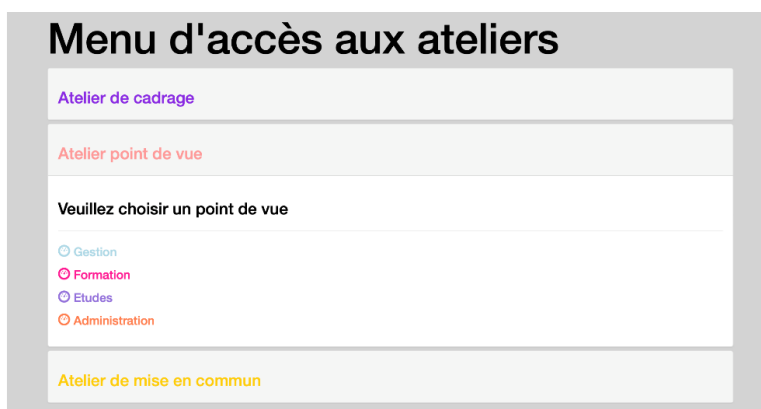 Menu d'accès aux ateliers
Atelier de cadrage
Atelier point de vue
Veuillez choisir un point de vue
Gestion
Formation
Etudes
Administration
Atelier de mise en commun